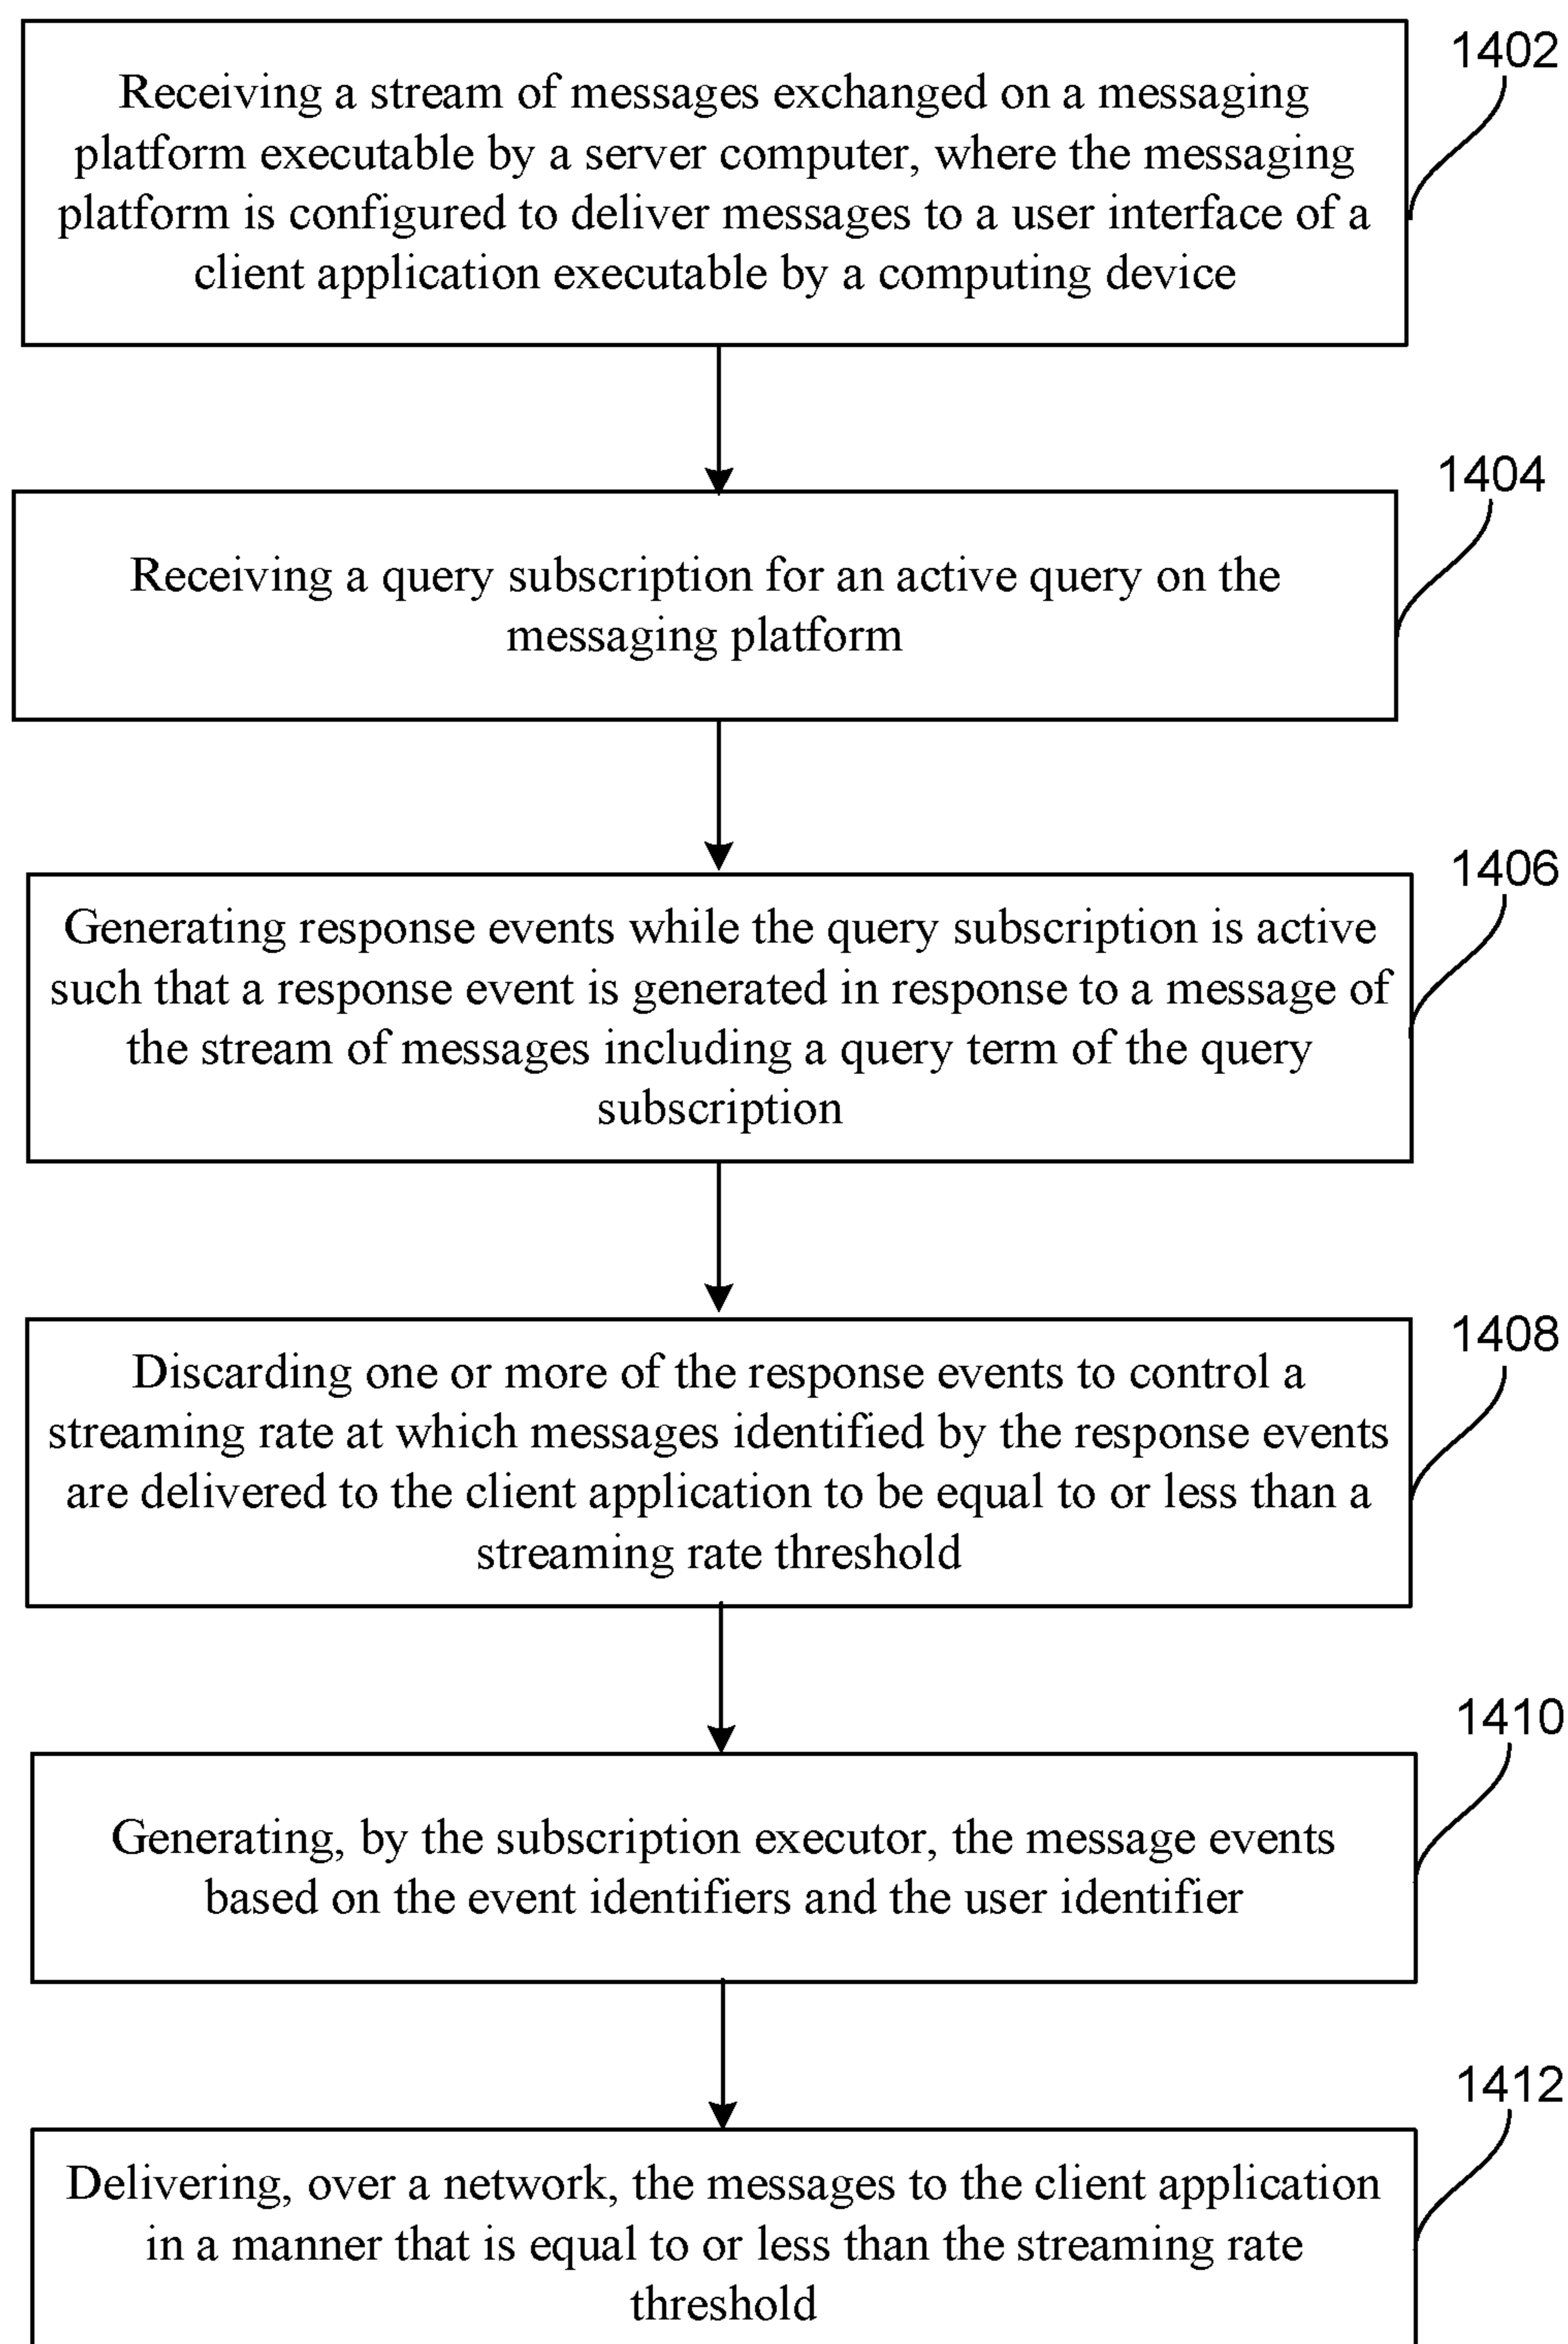 1402
Receiving a stream of messages exchanged on a messaging
platform executable by a server computer, where the messaging
platform is configured to deliver messages to a user interface of a
client application executable by a computing device
1404
Receiving a query subscription for an active query on the
messaging platform
1406
Generating response events while the query subscription is active
such that a response event is generated in response to a message of
the stream of messages including a query term of the query
subscription
1408
Discarding one or more of the response events to control a
streaming rate at which messages identified by the response events
are delivered to the client application to be equal to or less than a
streaming rate threshold
1410
Generating, by the subscription executor, the message events
based on the event identifiers and the user identifier
1412
Delivering, over a network, the messages to the client application
in a manner that is equal to or less than the streaming rate
threshold